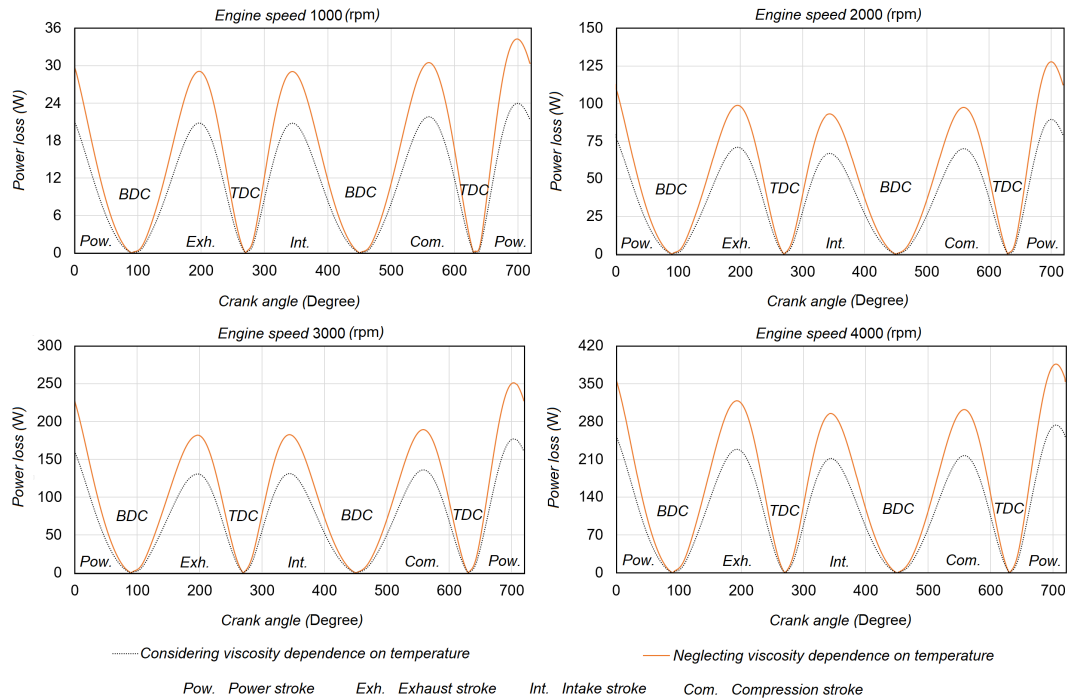 Engine speed 1000 (rpm)
36
30
24
18
12
6
0
Power loss (W)
BDC
TDC
BDC
TDC
Pow.
Exh.
Int.
Com.
Pow.
0 100 200 300 400 500 600 700
Crank angle (Degree)
Engine speed 2000 (rpm)
150
125
100
75
50
25
0
Power loss (W)
BDC
TDC
BDC
TDC
Pow.
Exh.
Int.
Com.
Pow.
0 100 200 300 400 500 600 700
Crank angle (Degree)
Engine speed 3000 (rpm)
300
250
200
150
100
50
0
Power loss (W)
BDC
TDC
BDC
TDC
Pow.
Exh.
Int.
Com.
Pow.
0 100 200 300 400 500 600 700
Crank angle (Degree)
Engine speed 4000 (rpm)
420
350
280
210
140
70
0
Power loss (W)
BDC
TDC
BDC
TDC
Pow.
Exh.
Int.
Com.
Pow.
0 100 200 300 400 500 600 700
Crank angle (Degree)
Considering viscosity dependence on temperature
Neglecting viscosity dependence on temperature
Pow. Power stroke Exh. Exhaust stroke Int. Intake stroke Com. Compression stroke